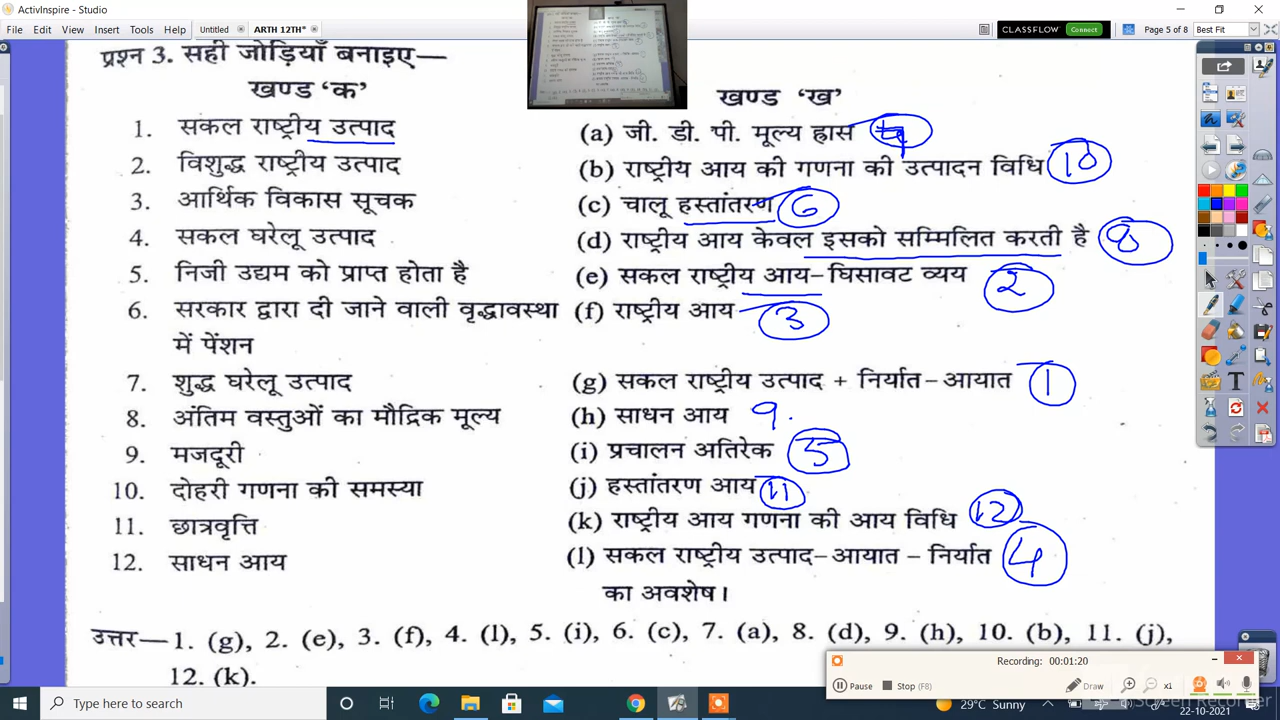 ActivInspire - Studio
File Edit View Insert Tools Help Untitled ARTH 12TH* CLASSFLOW Connect Page 5 of 8 Best Fit
प्रश्न 3. सही जोड़ियाँ बनाइए—
खण्ड ‘क’ खण्ड ‘ख’
1. सकल राष्ट्रीय उत्पाद (a) जी. डी. पी. मूल्य ह्रास
2. विशुद्ध राष्ट्रीय उत्पाद (b) राष्ट्रीय आय की गणना की उत्पादन विधि 10
3. आर्थिक विकास सूचक (c) चालू हस्तांतरण 6
4. सकल घरेलू उत्पाद (d) राष्ट्रीय आय केवल इसको सम्मिलित करती है 8
5. निजी उद्यम को प्राप्त होता है (e) सकल राष्ट्रीय आय–घिसावट व्यय 2
6. सरकार द्वारा दी जाने वाली वृद्धावस्था (f) राष्ट्रीय आय 3
में पेंशन
7. शुद्ध घरेलू उत्पाद (g) सकल राष्ट्रीय उत्पाद + निर्यात–आयात 1
8. अंतिम वस्तुओं का मौद्रिक मूल्य (h) साधन आय 9.
9. मजदूरी (i) प्रचालन अतिरेक 5
10. दोहरी गणना की समस्या (j) हस्तांतरण आय 11
11. छात्रवृत्ति (k) राष्ट्रीय आय गणना की आय विधि 12
12. साधन आय (l) सकल राष्ट्रीय उत्पाद–आयात – निर्यात 4
का अवशेष।
उत्तर— 1. (g), 2. (e), 3. (f), 4. (l), 5. (i), 6. (c), 7. (a), 8. (d), 9. (h), 10. (b), 11. (j),
12. (k).
Recording: 00:01:20
Pause Stop (F8) Draw x1
Type here to search 29°C Sunny 22-10-2021